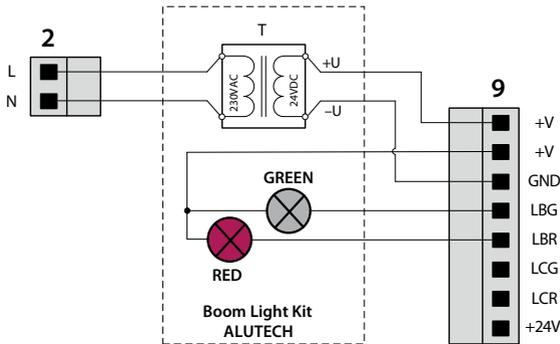 2
L
N
T
230VAC
24VDC
+U
–U
9
+V
+V
GND
LBG
LBR
LCG
LCR
+24V
GREEN
RED
Boom Light Kit
ALUTECH